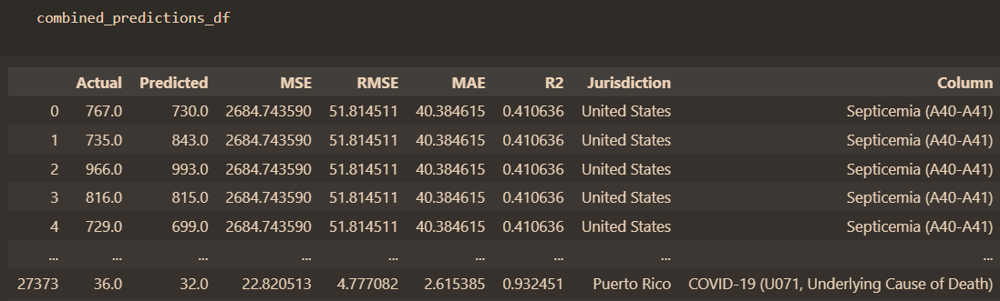 combined_predictions_df
Actual Predicted MSE RMSE MAE R2 Jurisdiction Column
0 767.0 730.0 2684.743590 51.814511 40.384615 0.410636 United States Septicemia (A40-A41)
1 735.0 843.0 2684.743590 51.814511 40.384615 0.410636 United States Septicemia (A40-A41)
2 966.0 993.0 2684.743590 51.814511 40.384615 0.410636 United States Septicemia (A40-A41)
3 816.0 815.0 2684.743590 51.814511 40.384615 0.410636 United States Septicemia (A40-A41)
4 729.0 699.0 2684.743590 51.814511 40.384615 0.410636 United States Septicemia (A40-A41)
... ... ... ... ... ... ... ... ...
27373 36.0 32.0 22.820513 4.777082 2.615385 0.932451 Puerto Rico COVID-19 (U071, Underlying Cause of Death)